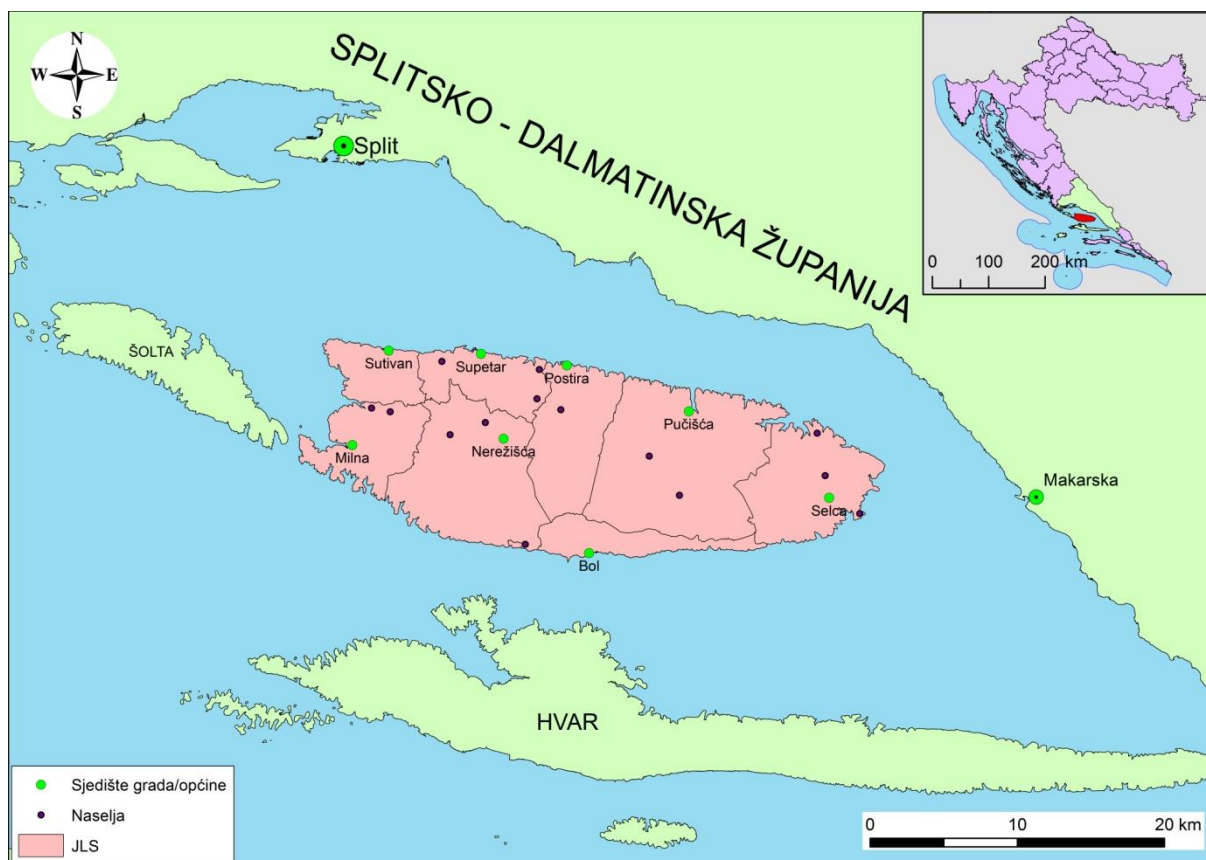 N
W E
S
SPLITSKO - DALMATINSKA ŽUPANIJA
Split
0 100 200 km
ŠOLTA
Sutivan
Supetar
Postira
Pučišća
Milna
Nerežišća
Selca
Makarska
Bol
HVAR
Sjedište grada/općine
Naselja
JLS
0 10 20 km